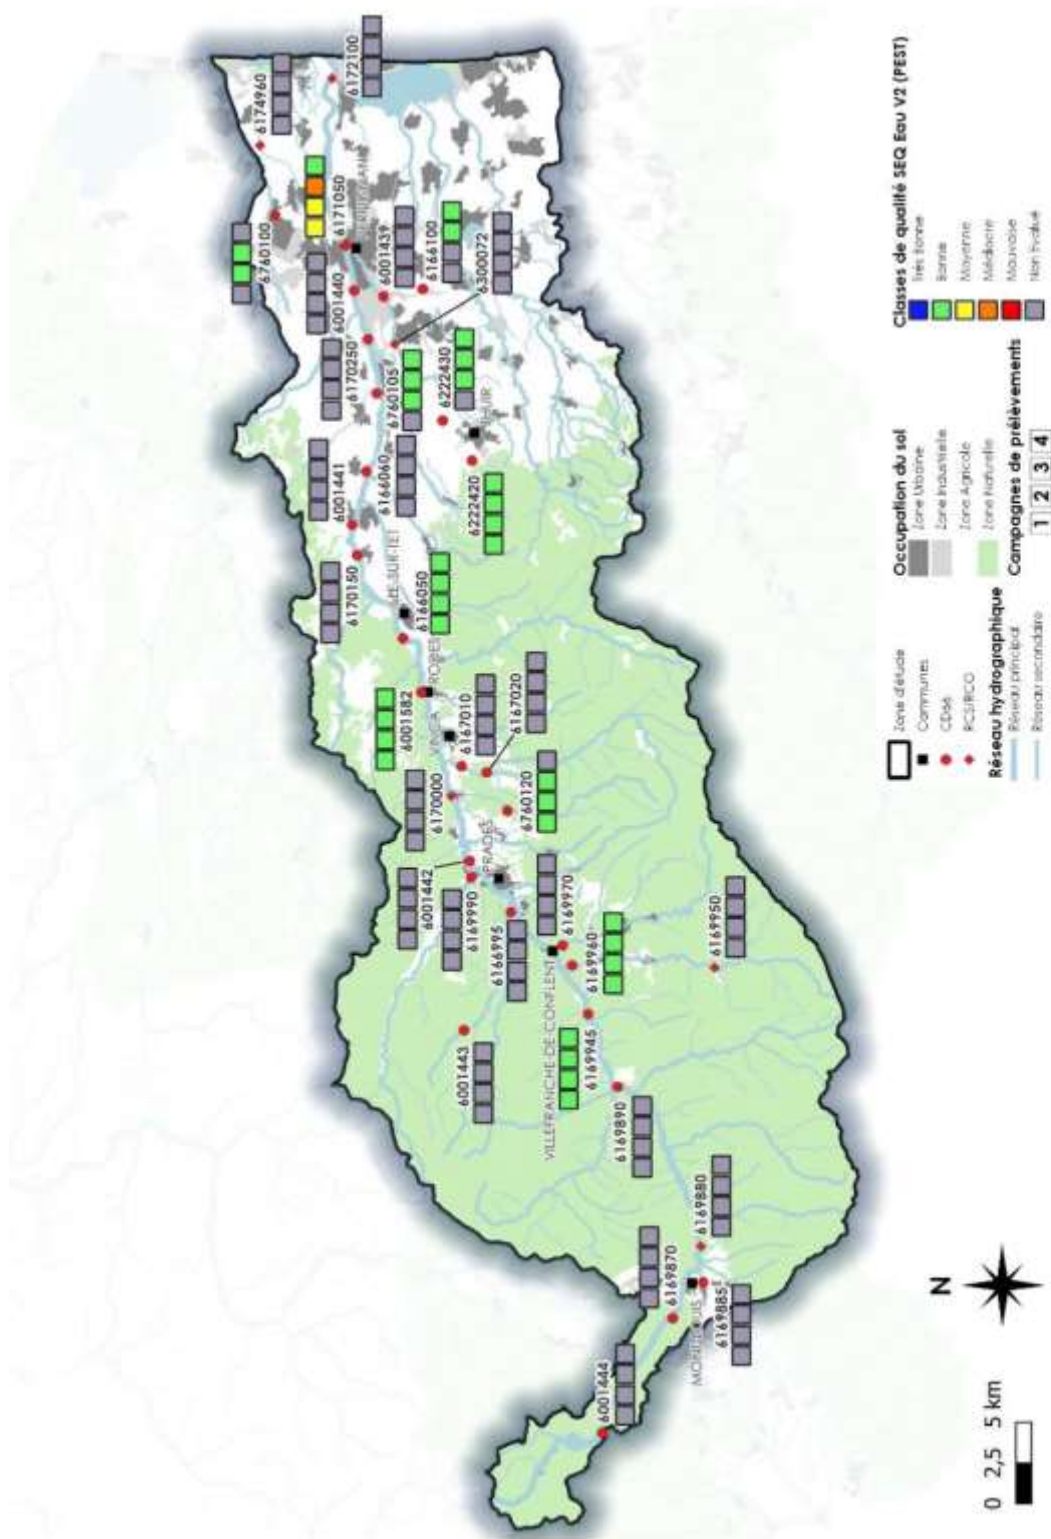 6174960
6172100
6760100
6171050
6001440
6001439
6166100
6300072
6170250
6760105
6222430
6001441
6166060
6222420
6170150
6166050
6001582
6167010
6167020
6170000
PRADES
6760120
6001442
6169990
6166995
6169970
6169960
6169950
6001443
VILLEFRANCHE-DE-CONFLENT
6169945
6169890
6169880
6169870
6169885
6001444
N
0 2,5 5 km
Zone d'étude
Communes
CD66
RCS/RCO
Réseau hydrographique
Réseau principal
Réseau secondaire
Occupation du sol
Zone Urbaine
Zone Industrielle
Zone Agricole
Zone Naturelle
Campagnes de prélèvements
1 2 3 4
Classes de qualité SEQ Eau V2 (PEST)
Très Bonne
Bonne
Moyenne
Médiocre
Mauvaise
Non Evalué